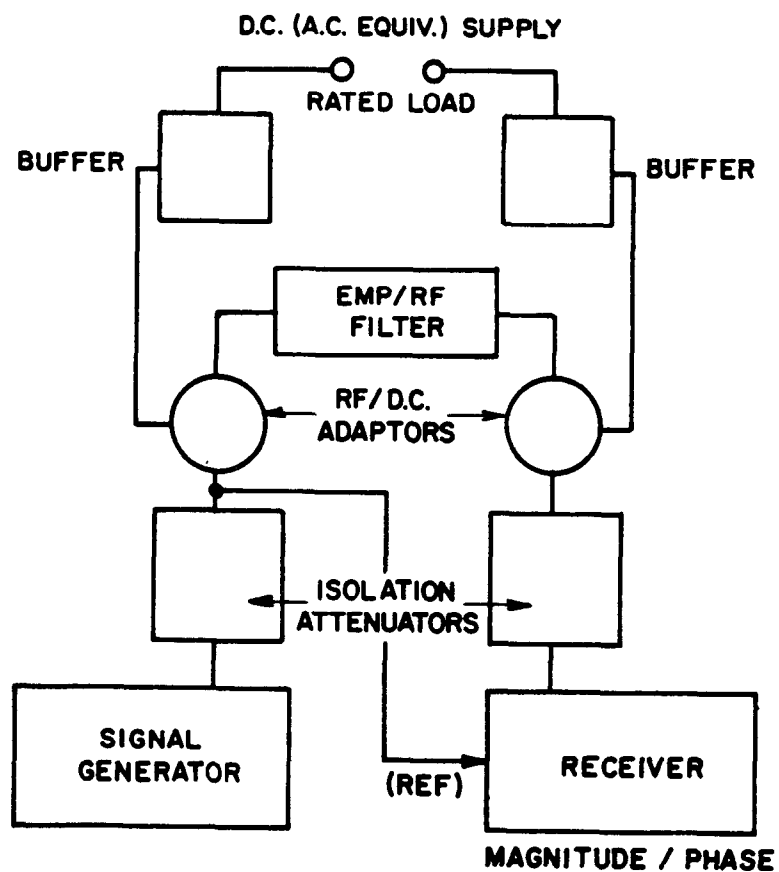 D.C. (A.C. EQUIV.) SUPPLY
RATED LOAD
BUFFER
BUFFER
EMP/RF
FILTER
RF/D.C.
ADAPTORS
ISOLATION
ATTENUATORS
SIGNAL
GENERATOR
(REF)
RECEIVER
MAGNITUDE / PHASE